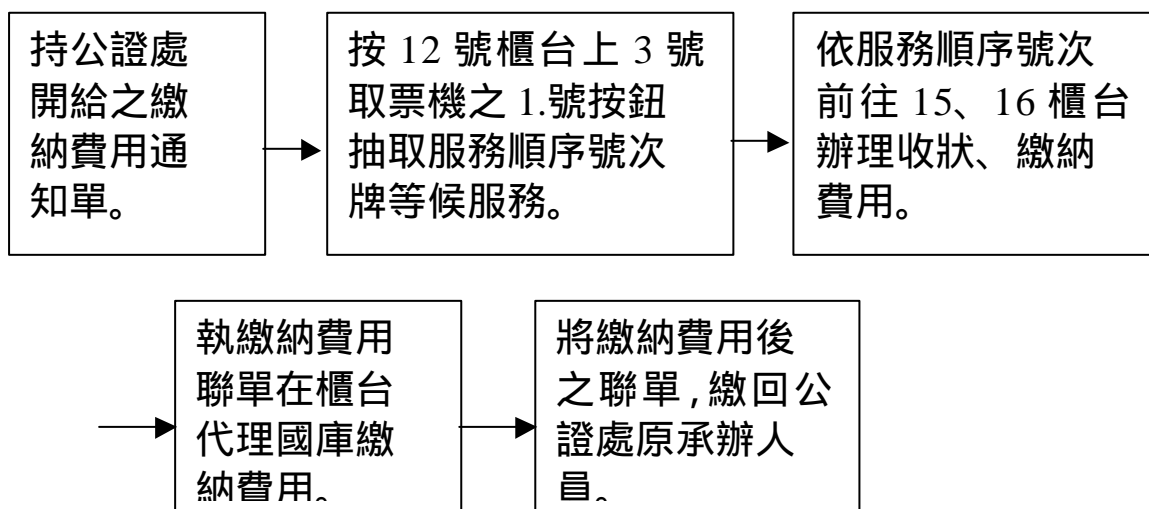 持公證處
開給之繳
納費用通
知單。
按 12 號櫃台上 3 號
取票機之 1.號按鈕
抽取服務順序號次
牌等候服務。
依服務順序號次
前往 15、16 櫃台
辦理收狀、繳納
費用。
執繳納費用
聯單在櫃台
代理國庫繳
納費用。
將繳納費用後
之聯單,繳回公
證處原承辦人
員。